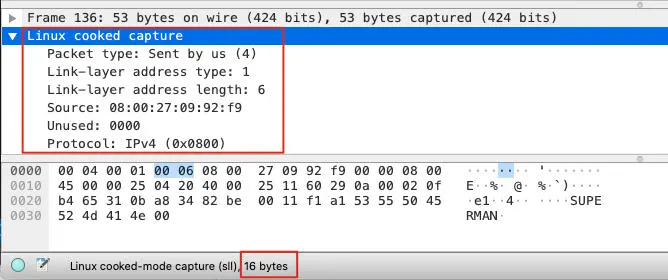 Frame 136: 53 bytes on wire (424 bits), 53 bytes captured (424 bits)
Linux cooked capture
Packet type: Sent by us (4)
Link-layer address type: 1
Link-layer address length: 6
Source: 08:00:27:09:92:f9
Unused: 0000
Protocol: IPv4 (0x0800)
0000 00 04 00 01 00 06 08 00 27 09 92 f9 00 00 08 00 ········ '·······
0010 45 00 00 25 04 20 40 00 25 11 60 29 0a 00 02 0f E··%· @· %·`)····
0020 b4 65 31 0b a8 34 82 be 00 11 f1 a1 53 55 50 45 ·e1··4·· ····SUPE
0030 52 4d 41 4e 00 RMAN·
Linux cooked-mode capture (sll), 16 bytes